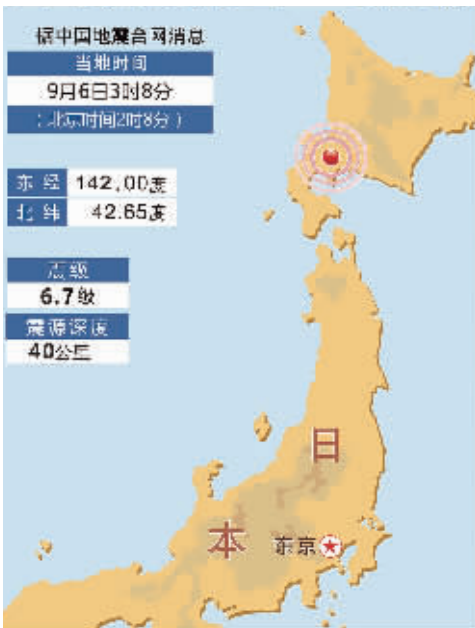 据中国地震台网消息
当地时间
9月6日3时8分
（北京时间2时8分）
东经 142.00度
北纬 42.65度
震级
6.7级
震源深度
40公里
日
本
东京